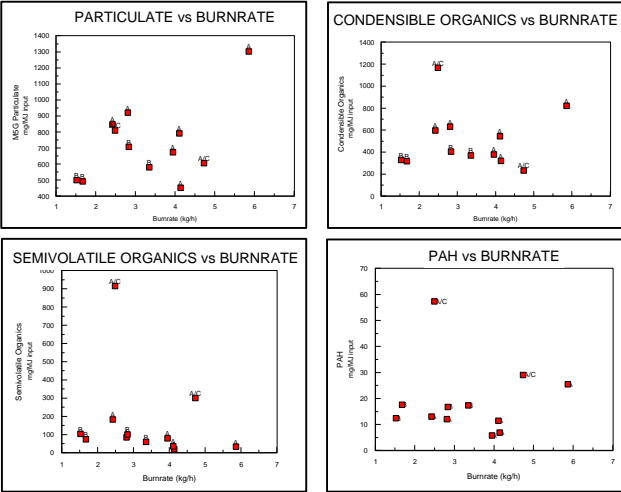 PARTICULATE vs BURNRATE
1400
1300
1200
1100
1000
900
800
700
600
500
400
M5G Particulate
mg/MJ input
A
A
A
A/C
A
B
A
A/C
B
A
B
B
1 2 3 4 5 6 7
Burnrate (kg/h)
CONDENSIBLE ORGANICS vs BURNRATE
1400
1200
1000
800
600
400
200
0
Condensible Organics
mg/MJ input
A/C
A
A
A
A
B
A
B
B
B
A
A/C
1 2 3 4 5 6 7
Burnrate (kg/h)
SEMIVOLATILE ORGANICS vs BURNRATE
1000
900
800
700
600
500
400
300
200
100
0
Semivolatile Organics
mg/MJ input
A/C
A/C
A
B
B
B
B
A
A
A
1 2 3 4 5 6 7
Burnrate (kg/h)
PAH vs BURNRATE
70
60
50
40
30
20
10
0
PAH
mg/MJ input
A/C
A/C
A
B
B
B
A
A
1 2 3 4 5 6 7
Burnrate (kg/h)